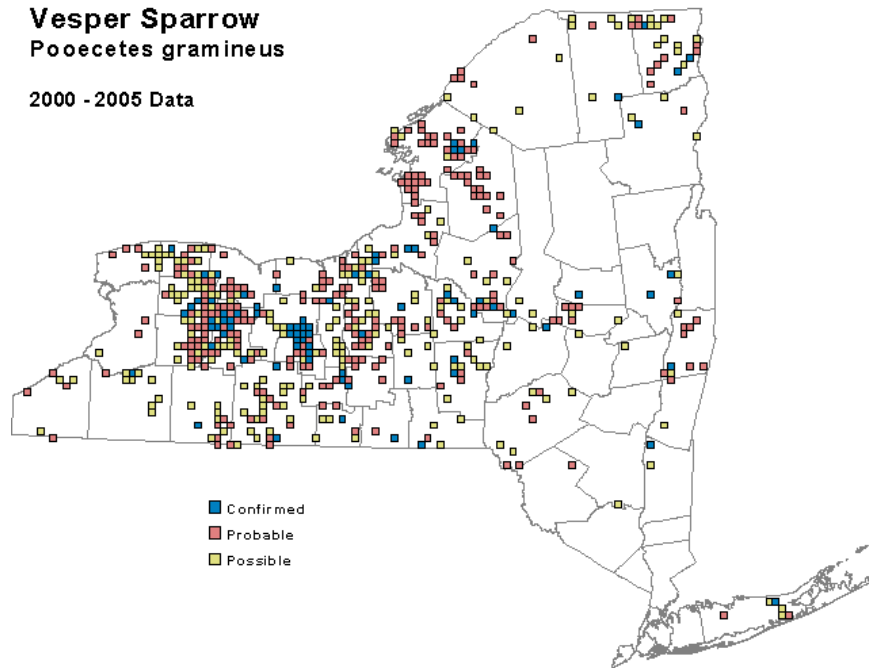 Vesper Sparrow
Pooecetes gramineus
2000 - 2005 Data
Confirmed
Probable
Possible